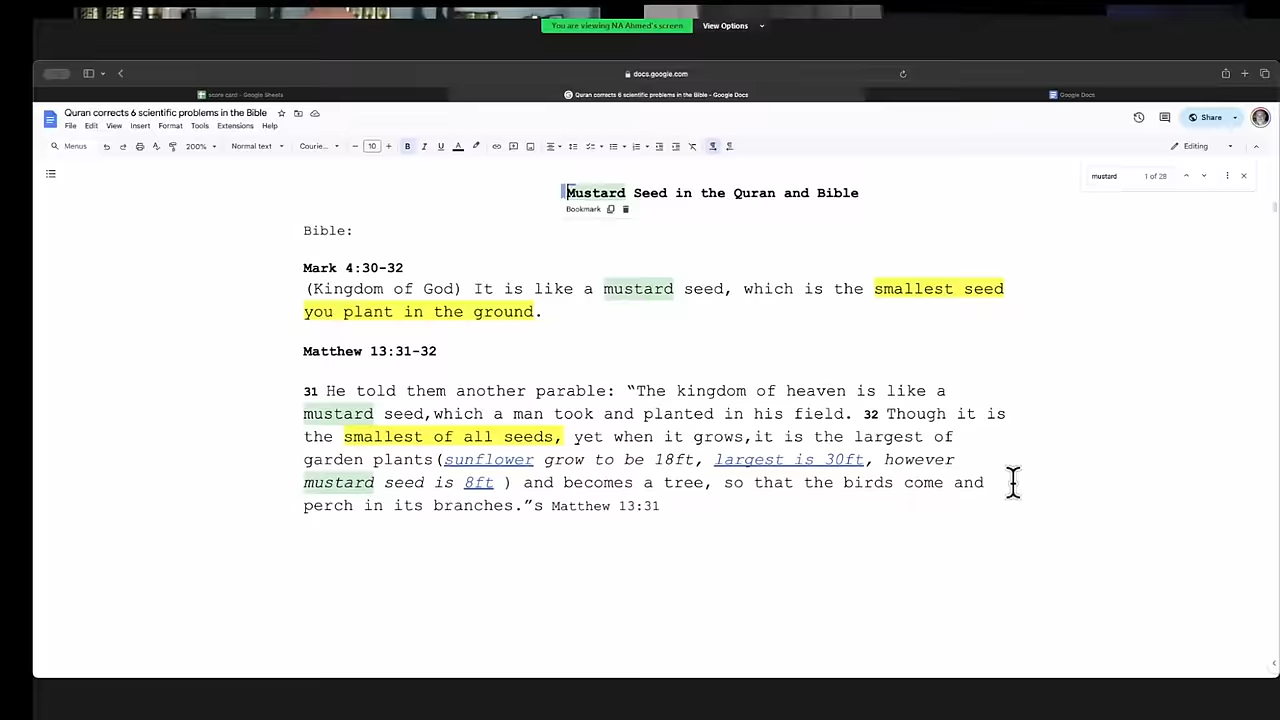 You are viewing NA Ahmed's screen
View Options
docs.google.com
score card - Google Sheets
Quran corrects 6 scientific problems in the Bible - Google Docs
Google Docs
Quran corrects 6 scientific problems in the Bible
File Edit View Insert Format Tools Extensions Help
Share
Menus
200%
Normal text
Courie...
10
B I U A
Editing
mustard
1 of 28
Mustard Seed in the Quran and Bible
Bookmark
Bible:
Mark 4:30-32
(Kingdom of God) It is like a mustard seed, which is the smallest seed
you plant in the ground.
Matthew 13:31-32
31 He told them another parable: “The kingdom of heaven is like a
mustard seed,which a man took and planted in his field. 32 Though it is
the smallest of all seeds, yet when it grows,it is the largest of
garden plants(sunflower grow to be 18ft, largest is 30ft, however
mustard seed is 8ft ) and becomes a tree, so that the birds come and
perch in its branches.”s Matthew 13:31